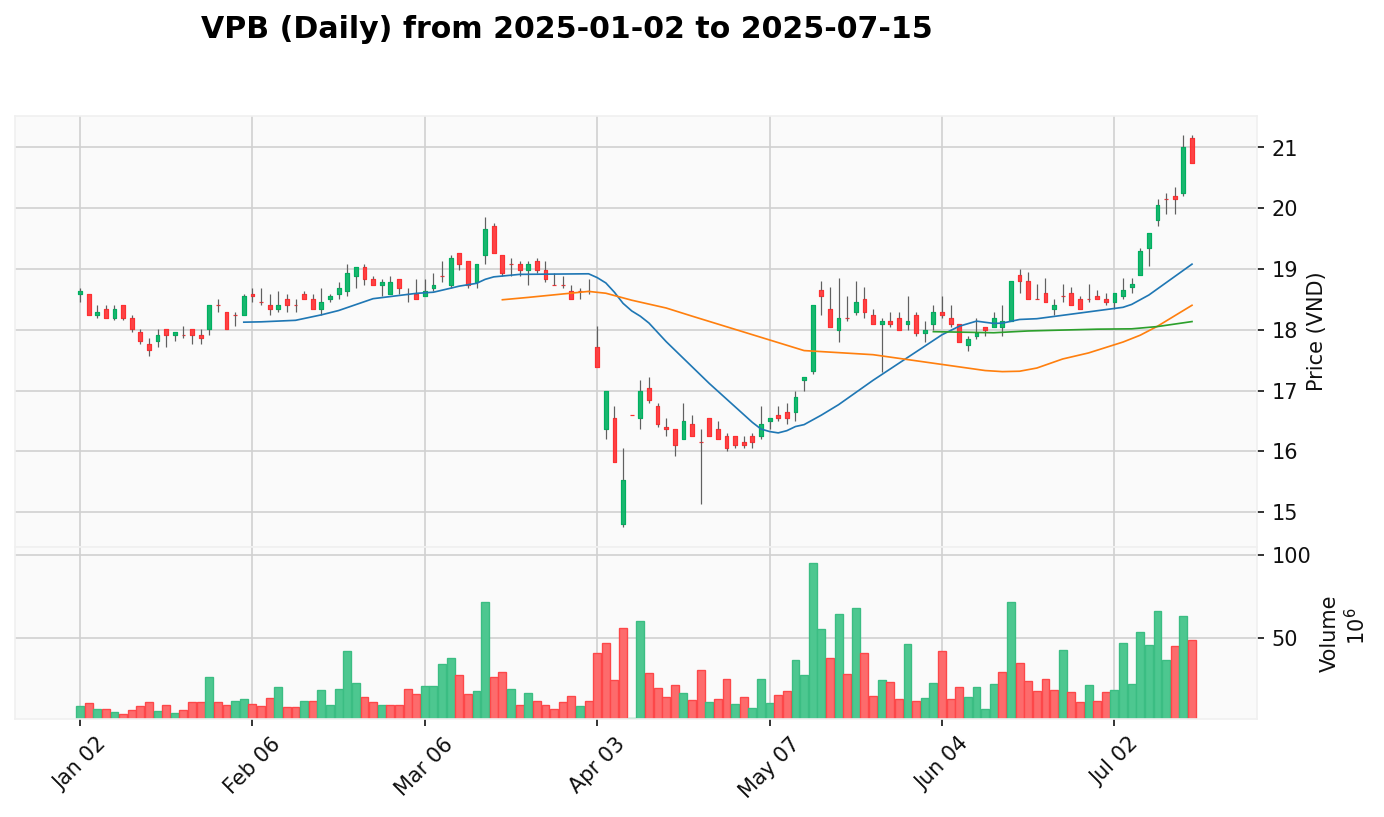 VPB (Daily) from 2025-01-02 to 2025-07-15
21
20
19
18
17
16
15
Price (VND)
100
50
Volume
10⁶
Jan 02
Feb 06
Mar 06
Apr 03
May 07
Jun 04
Jul 02